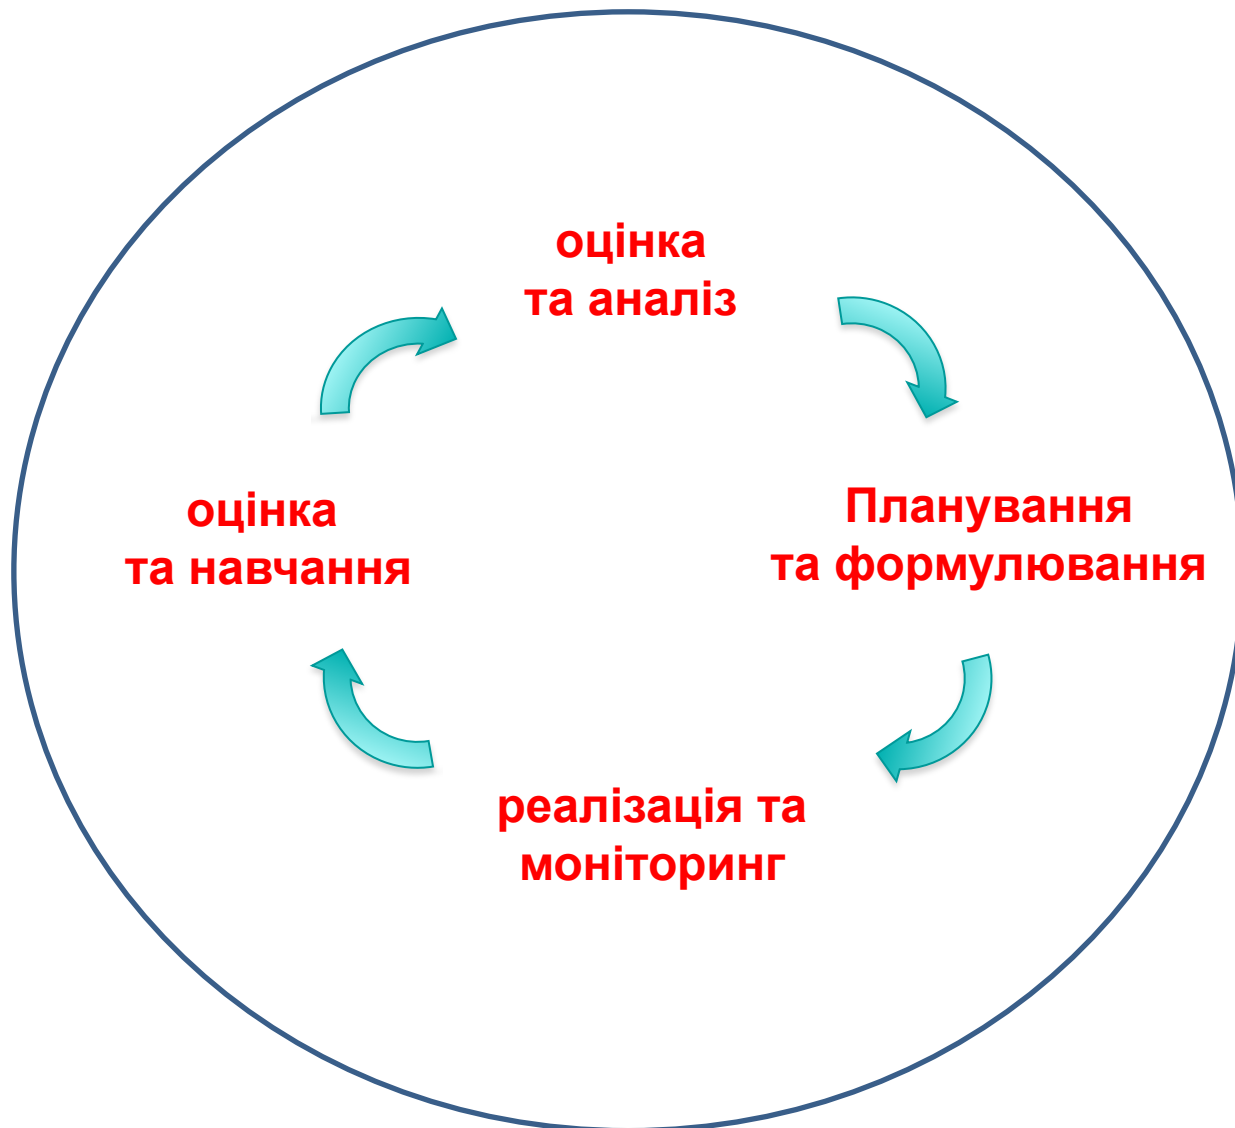 оцінка
та аналіз
оцінка
та навчання
Планування
та формулювання
реалізація та
моніторинг